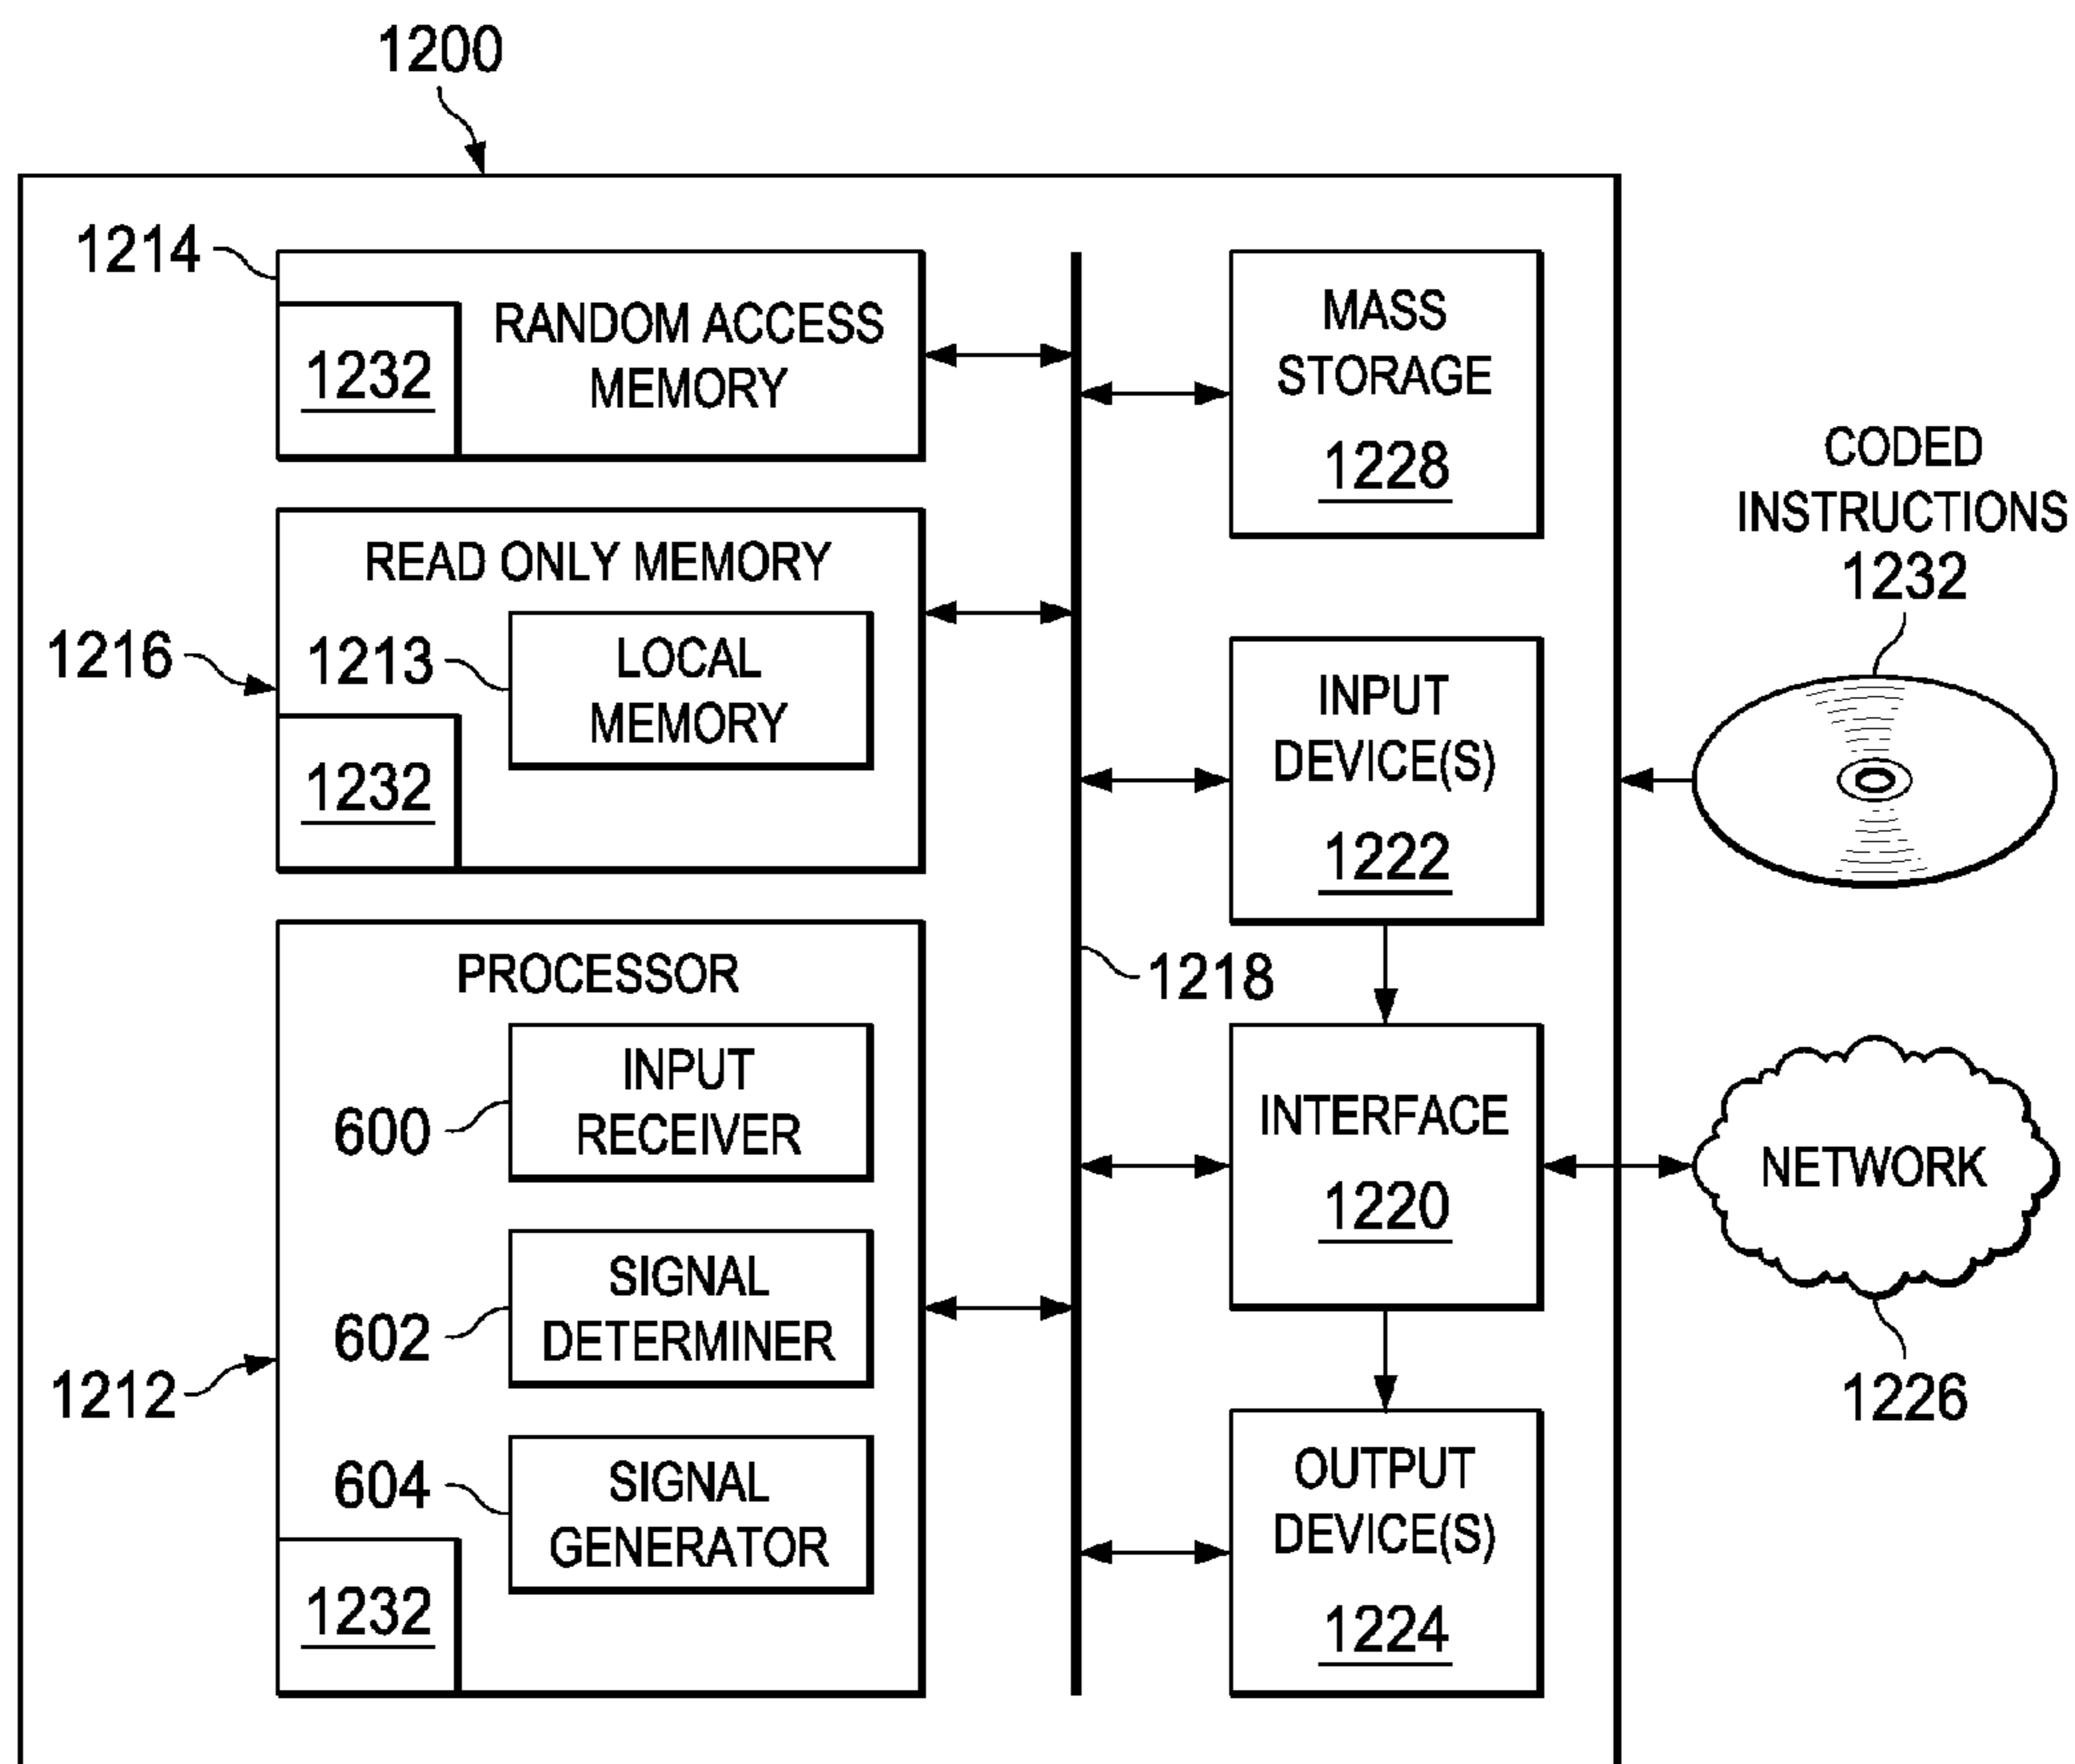 1200
1214
RANDOM ACCESS
MEMORY
1232
MASS
STORAGE
1228
CODED
INSTRUCTIONS
1232
READ ONLY MEMORY
1216
1213
LOCAL
MEMORY
1232
INPUT
DEVICE(S)
1222
PROCESSOR
1218
INPUT
RECEIVER
600
INTERFACE
1220
NETWORK
1226
SIGNAL
DETERMINER
602
1212
SIGNAL
GENERATOR
604
1232
OUTPUT
DEVICE(S)
1224